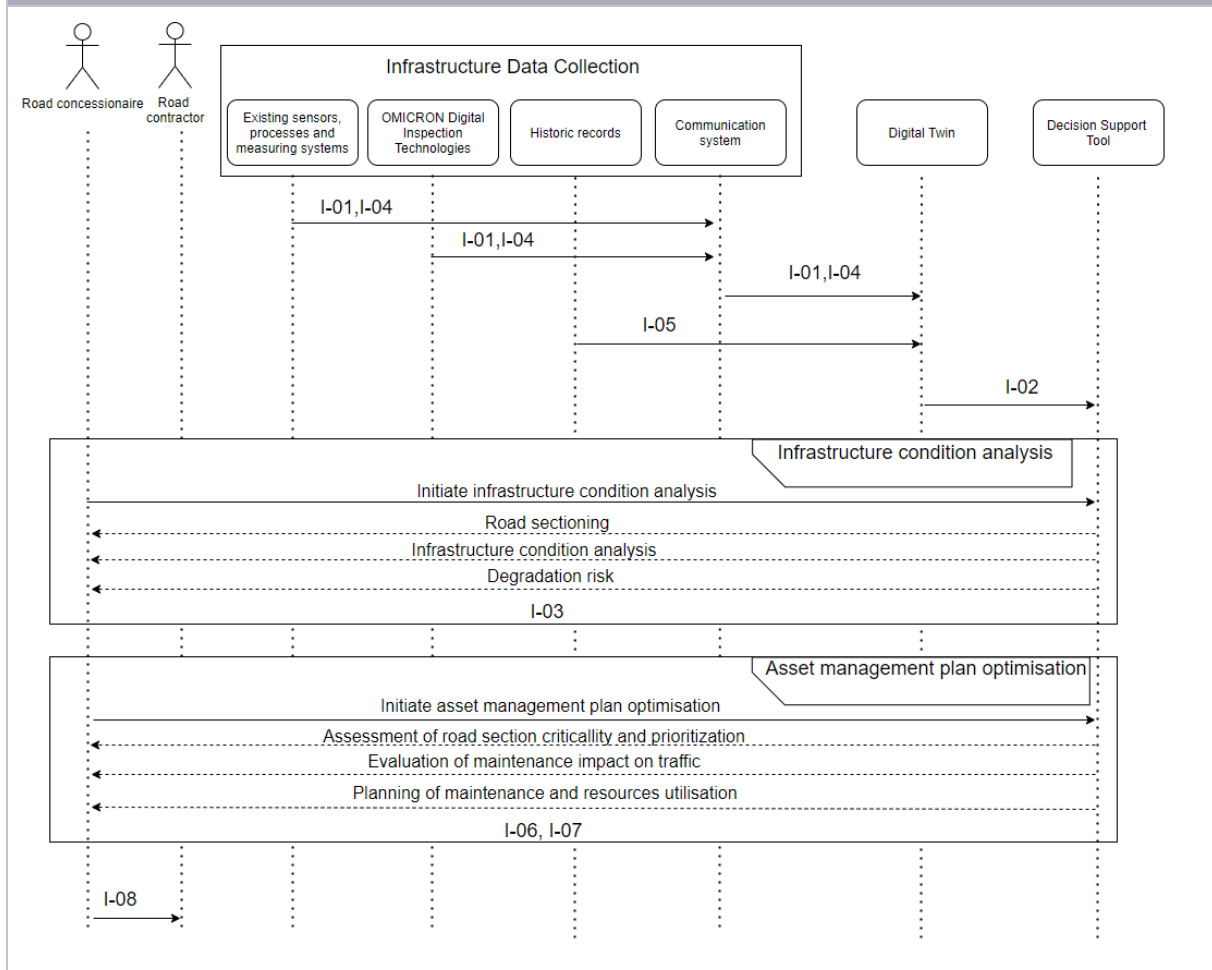 Infrastructure Data Collection
Road concessionaire
Road
contractor
Existing sensors,
processes and
measuring systems
OMICRON Digital
Inspection
Technologies
Historic records
Communication
system
Digital Twin
Decision Support
Tool
I-01,I-04
I-01,I-04
I-01,I-04
I-05
I-02
Infrastructure condition analysis
Initiate infrastructure condition analysis
Road sectioning
Infrastructure condition analysis
Degradation risk
I-03
Asset management plan optimisation
Initiate asset management plan optimisation
Assessment of road section criticallity and prioritization
Evaluation of maintenance impact on traffic
Planning of maintenance and resources utilisation
I-06, I-07
I-08